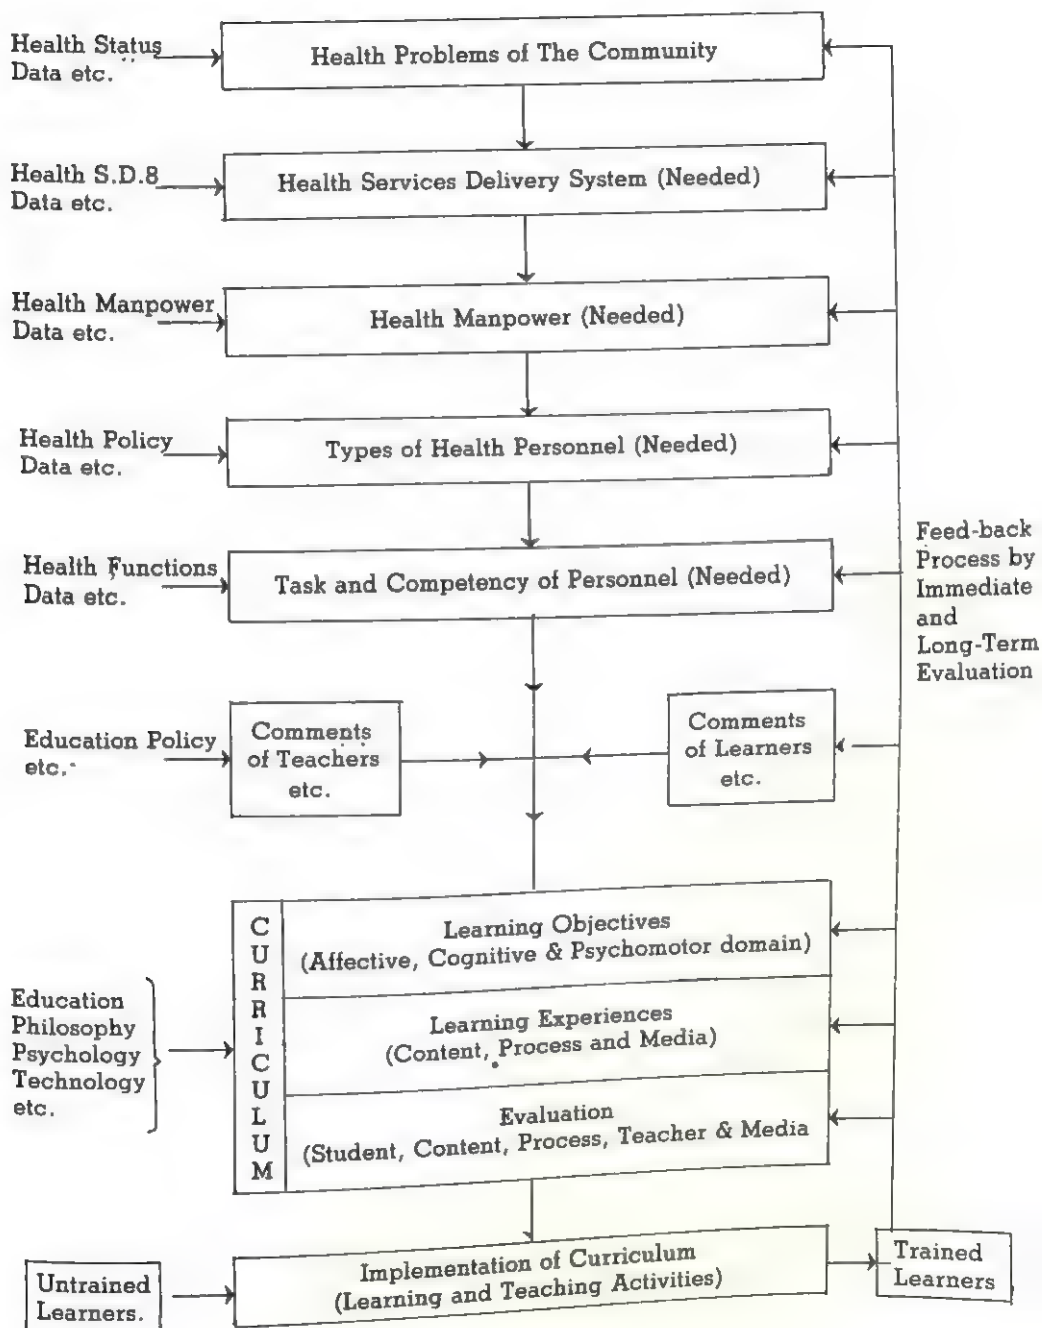 Health Status
Data etc.
Health Problems of The Community
Health S.D.8
Data etc.
Health Services Delivery System (Needed)
Health Manpower
Data etc.
Health Manpower (Needed)
Health Policy
Data etc.
Types of Health Personnel (Needed)
Health Functions
Data etc.
Task and Competency of Personnel (Needed)
Feed-back
Process by
Immediate
and
Long-Term
Evaluation
Education Policy
etc.
Comments
of Teachers
etc.
Comments
of Learners
etc.
Education
Philosophy
Psychology
Technology
etc.
CURRICULUM
Learning Objectives
(Affective, Cognitive & Psychomotor domain)
Learning Experiences
(Content, Process and Media)
Evaluation
(Student, Content, Process, Teacher & Media
Untrained
Learners.
Implementation of Curriculum
(Learning and Teaching Activities)
Trained
Learners